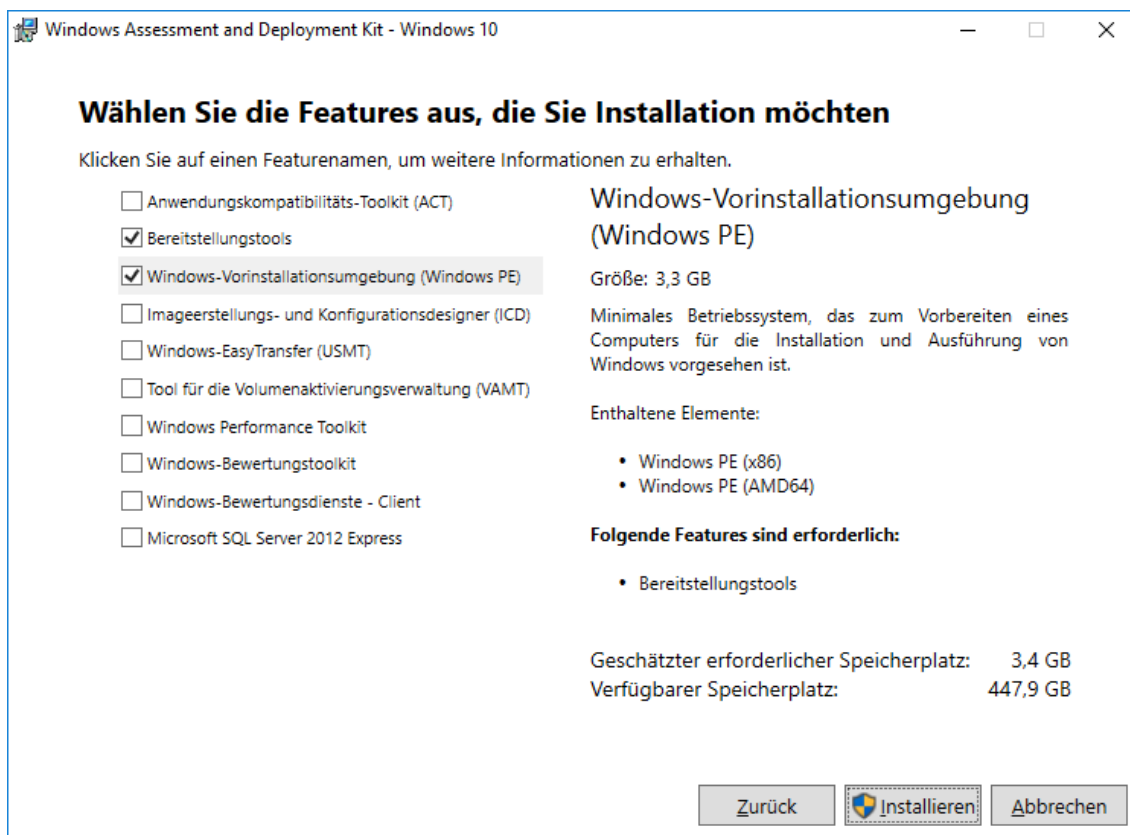 Windows Assessment and Deployment Kit - Windows 10
Wählen Sie die Features aus, die Sie Installation möchten
Klicken Sie auf einen Featurenamen, um weitere Informationen zu erhalten.
Anwendungskompatibilitäts-Toolkit (ACT)
Bereitstellungstools
Windows-Vorinstallationsumgebung (Windows PE)
Imageerstellungs- und Konfigurationsdesigner (ICD)
Windows-EasyTransfer (USMT)
Tool für die Volumenaktivierungsverwaltung (VAMT)
Windows Performance Toolkit
Windows-Bewertungstoolkit
Windows-Bewertungsdienste - Client
Microsoft SQL Server 2012 Express
Windows-Vorinstallationsumgebung
(Windows PE)
Größe: 3,3 GB
Minimales Betriebssystem, das zum Vorbereiten eines
Computers für die Installation und Ausführung von
Windows vorgesehen ist.
Enthaltene Elemente:
• Windows PE (x86)
• Windows PE (AMD64)
Folgende Features sind erforderlich:
• Bereitstellungstools
Geschätzter erforderlicher Speicherplatz: 3,4 GB
Verfügbarer Speicherplatz: 447,9 GB
Zurück
Installieren
Abbrechen